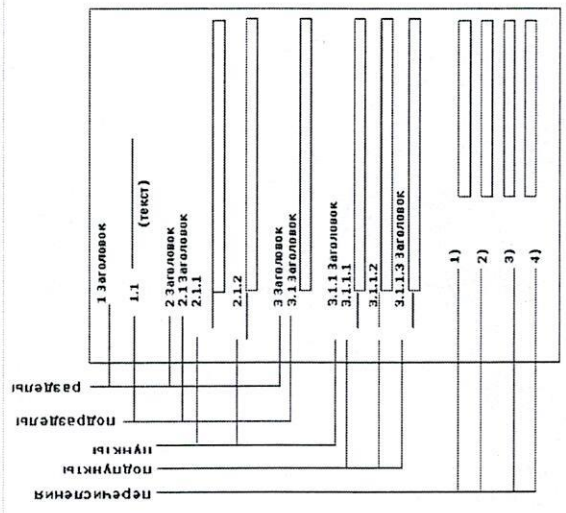 разделы
подразделы
пункты
подпункты
перечисления
1 Заголовок
1.1
(текст)
2 Заголовок
2.1 Заголовок
2.1.1
2.1.2
3 Заголовок
3.1 Заголовок
3.1.1 Заголовок
3.1.1.1
3.1.1.2
3.1.1.3 Заголовок
1)
2)
3)
4)